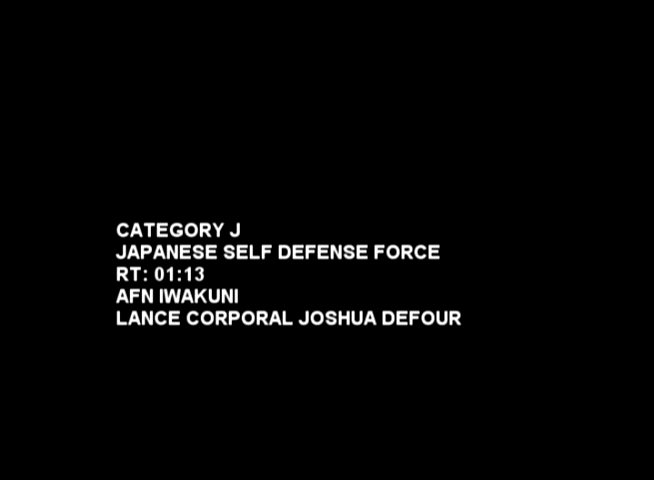 CATEGORY J
JAPANESE SELF DEFENSE FORCE
RT: 01:13
AFN IWAKUNI
LANCE CORPORAL JOSHUA DEFOUR